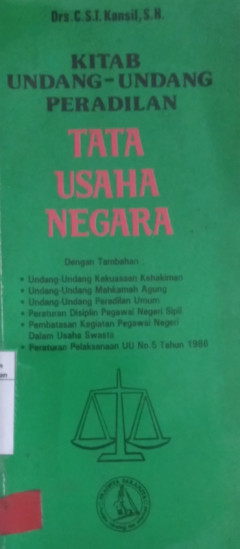 Drs. C.S.T. Kansil, S.H.
KITAB
UNDANG-UNDANG
PERADILAN
TATA
USAHA
NEGARA
Dengan Tambahan
• Undang-Undang Kekuasaan Kehakiman
• Undang-Undang Mahkamah Agung
• Undang-Undang Peradilan Umum
• Peraturan Disiplin Pegawai Negeri Sipil
• Pembatasan Kegiatan Pegawai Negeri
Dalam Usaha Swasta
• Peraturan Pelaksanaan UU No. 5 Tahun 1986